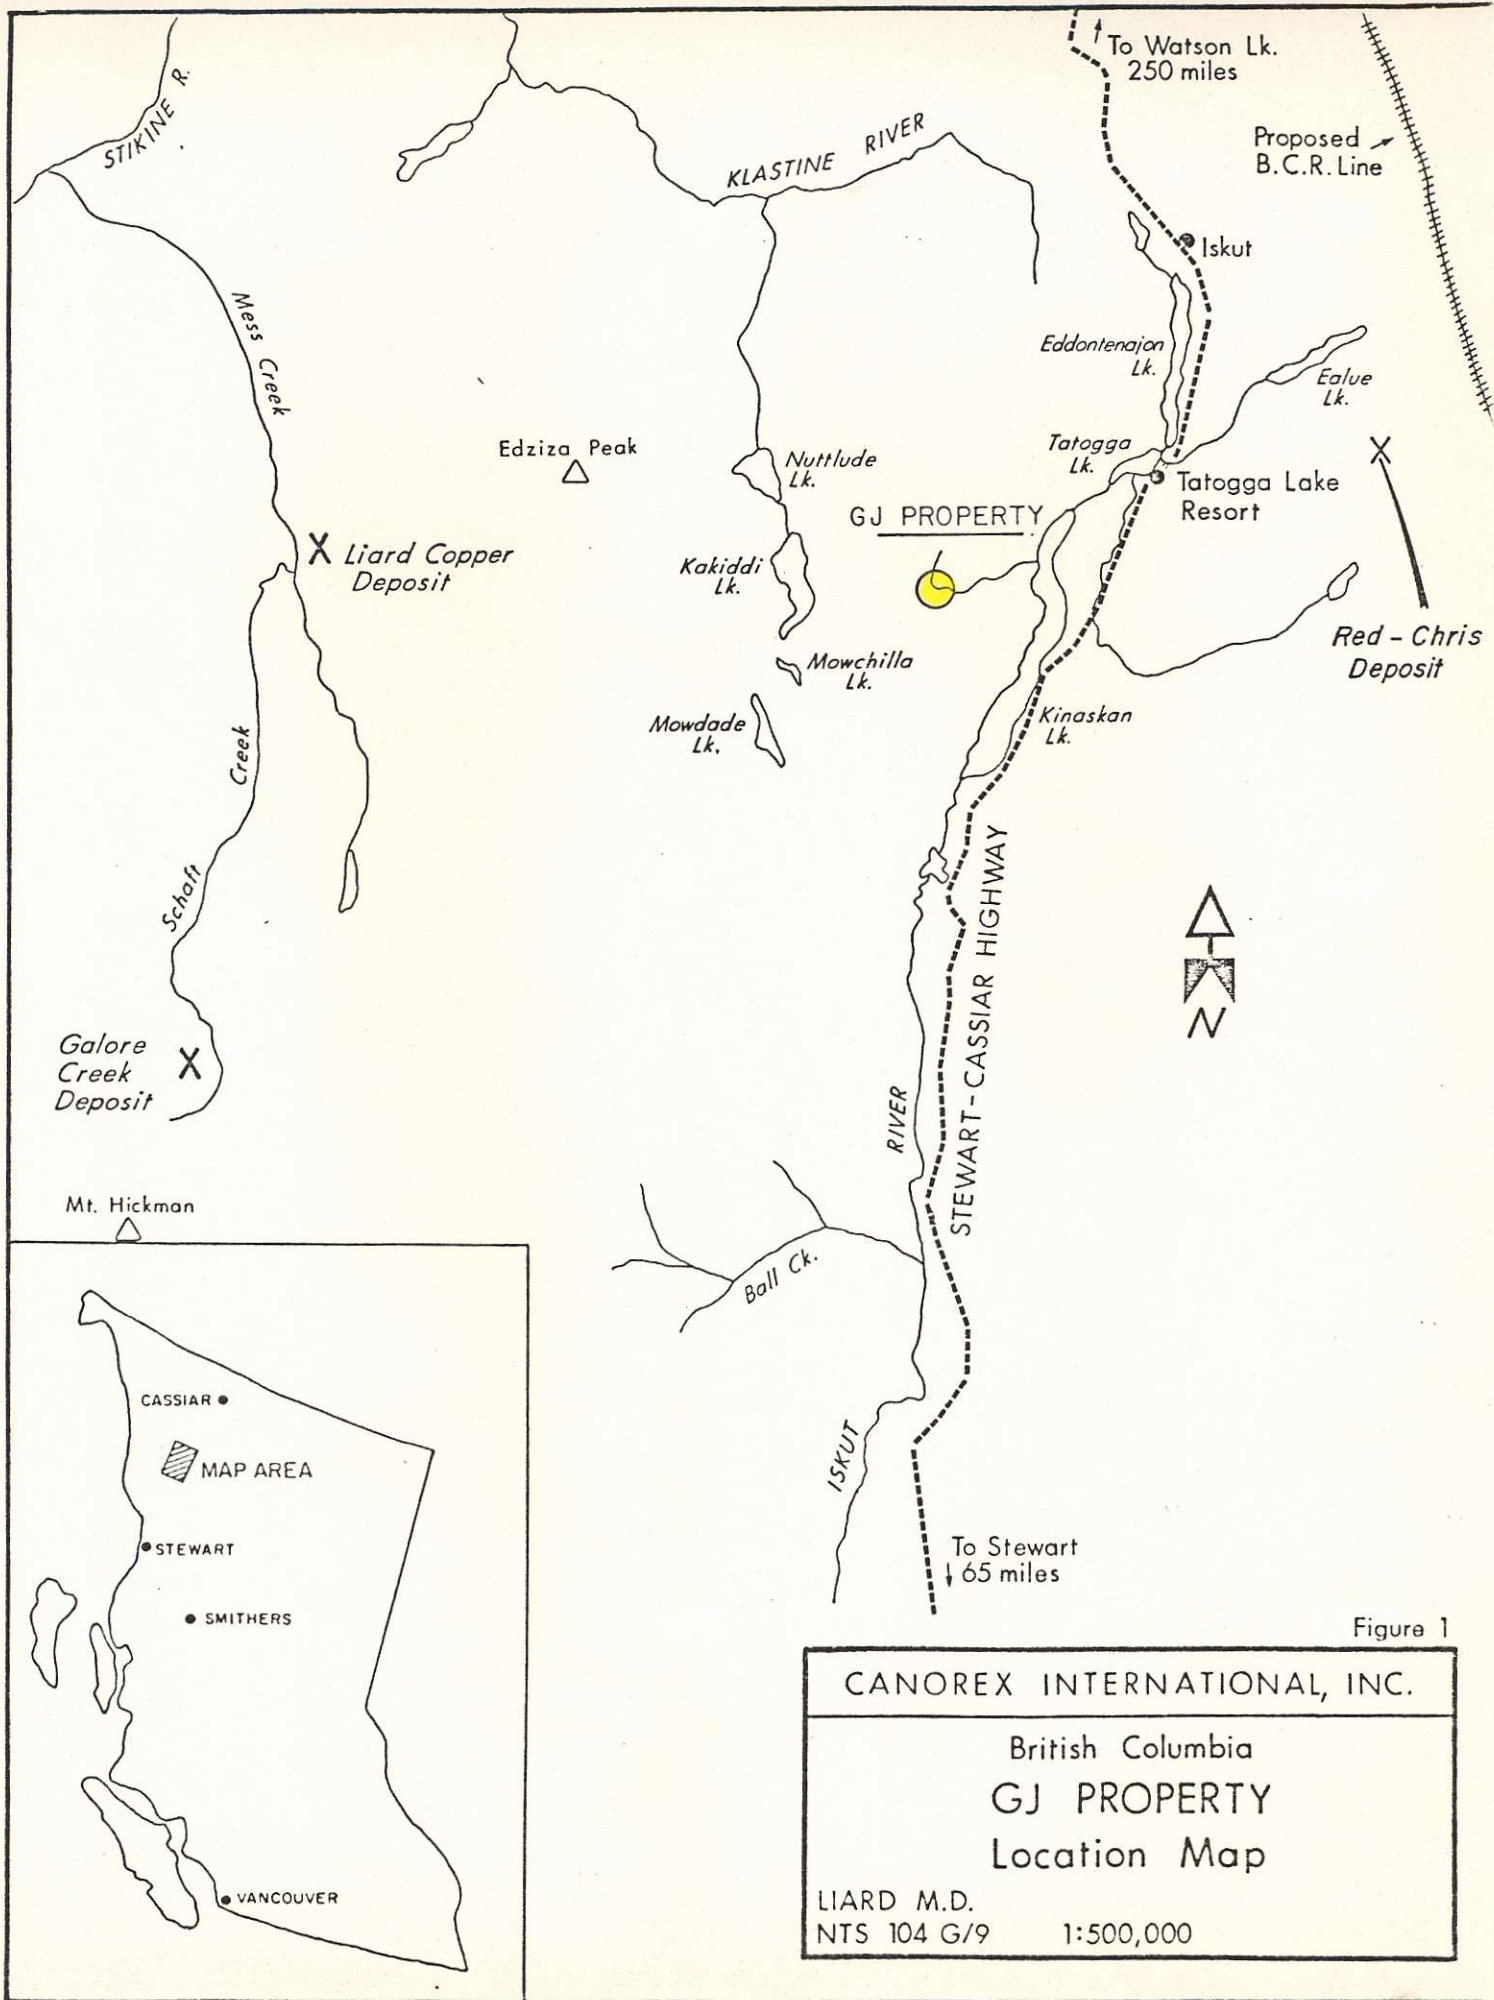 To Watson Lk.
250 miles
STIKINE R.
KLASTINE RIVER
Proposed
B.C.R. Line
Iskut
Mess Creek
Eddontenajon
Lk.
Ealue
Lk.
Edziza Peak
Nuttlude
Lk.
Tatogga
Lk.
Tatogga Lake
Resort
GJ PROPERTY
Liard Copper
Deposit
Kakiddi
Lk.
Red - Chris
Deposit
Mowchilla
Lk.
Mowdade
Lk.
Kinaskan
Lk.
Schaft Creek
STEWART-CASSIAR HIGHWAY
N
Galore
Creek
Deposit
Mt. Hickman
ISKUT RIVER
Ball Ck.
To Stewart
65 miles
CASSIAR
MAP AREA
STEWART
SMITHERS
VANCOUVER
Figure 1
CANOREX INTERNATIONAL, INC.
British Columbia
GJ PROPERTY
Location Map
LIARD M.D.
NTS 104 G/9 1:500,000